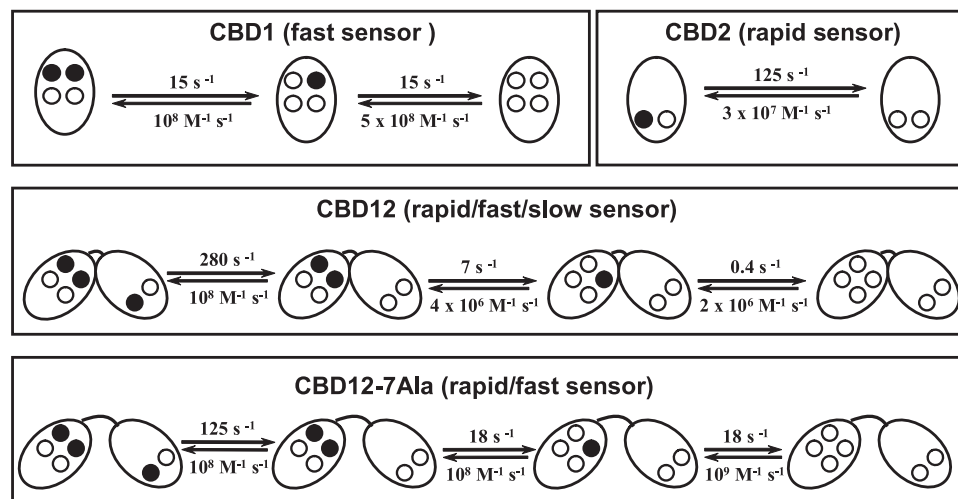 CBD1 (fast sensor )
15 s⁻¹ 15 s⁻¹
10⁸ M⁻¹ s⁻¹ 5 x 10⁸ M⁻¹ s⁻¹
CBD2 (rapid sensor)
125 s⁻¹
3 x 10⁷ M⁻¹ s⁻¹
CBD12 (rapid/fast/slow sensor)
280 s⁻¹ 7 s⁻¹ 0.4 s⁻¹
10⁸ M⁻¹ s⁻¹ 4 x 10⁶ M⁻¹ s⁻¹ 2 x 10⁶ M⁻¹ s⁻¹
CBD12-7Ala (rapid/fast sensor)
125 s⁻¹ 18 s⁻¹ 18 s⁻¹
10⁸ M⁻¹ s⁻¹ 10⁸ M⁻¹ s⁻¹ 10⁹ M⁻¹ s⁻¹